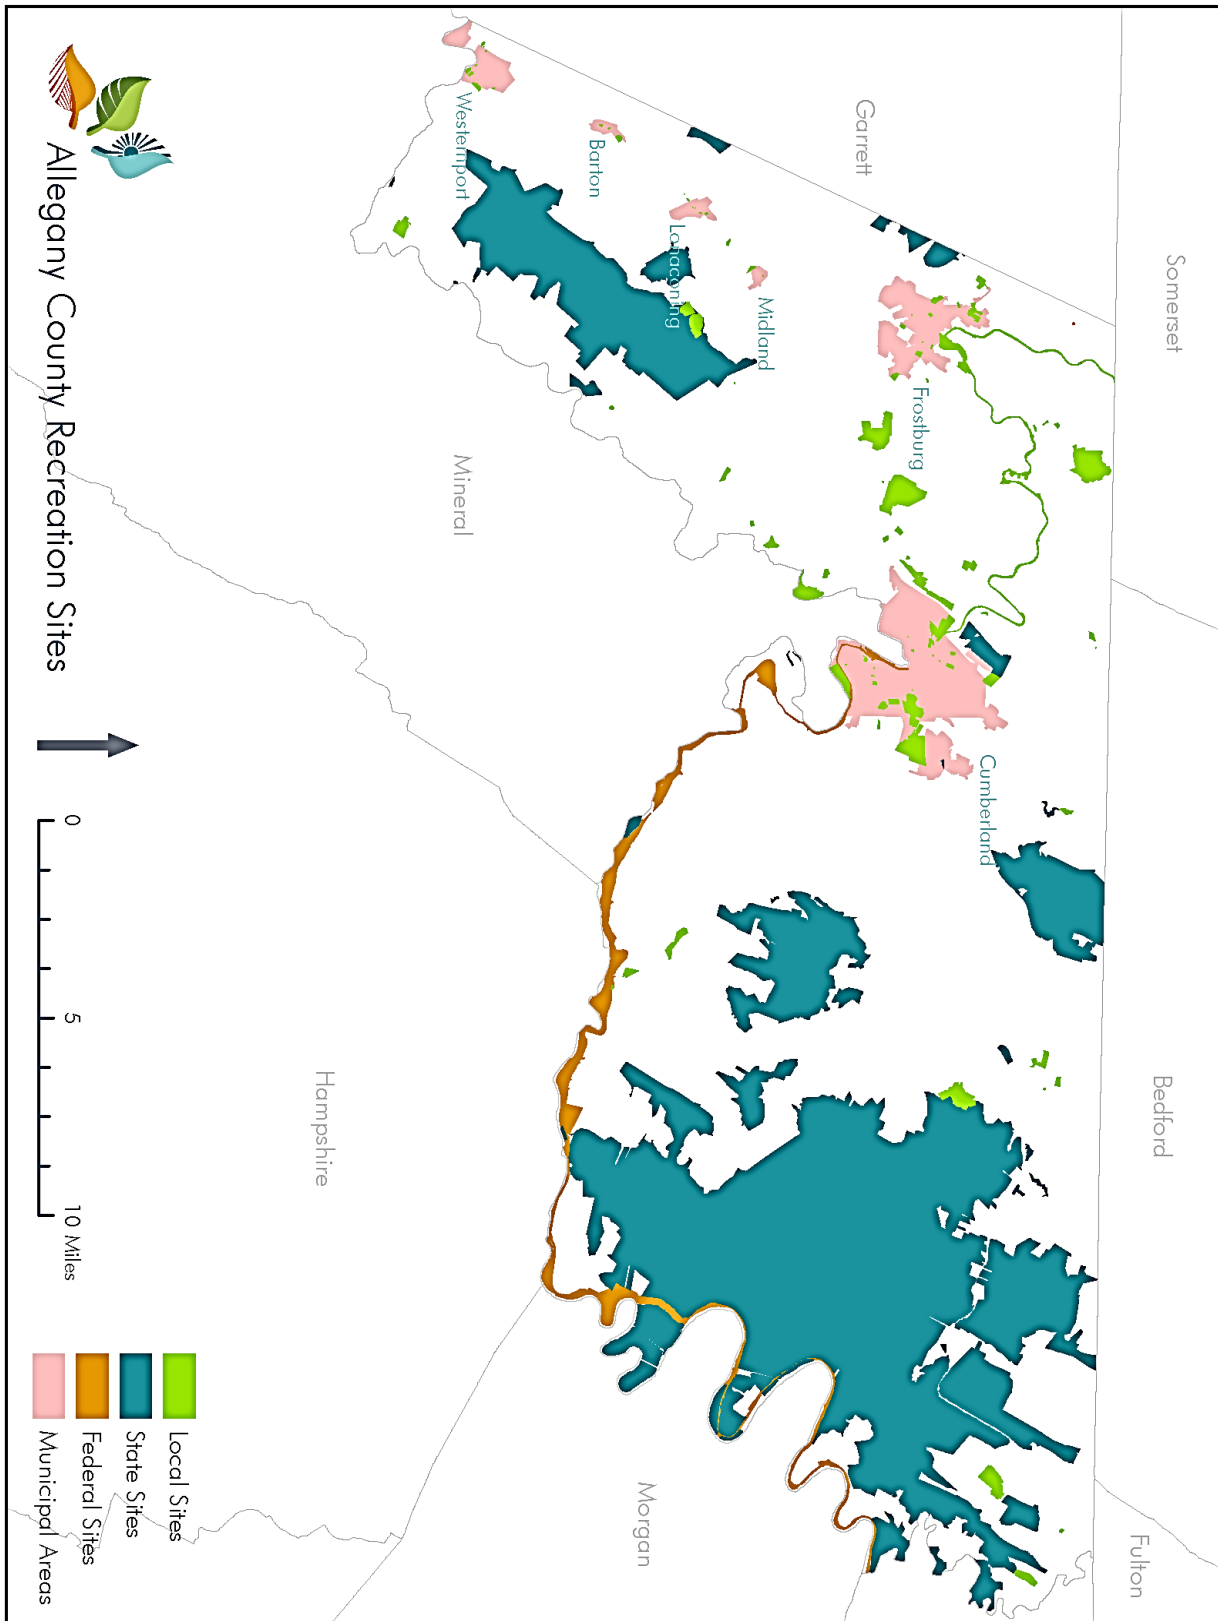 Somerset
Bedford
Fulton
Garrett
Frostburg
Cumberland
Midland
Lonaconing
Barton
Westernport
Mineral
Hampshire
Morgan
Allegany County Recreation Sites
0
5
10 Miles
Local Sites
State Sites
Federal Sites
Municipal Areas